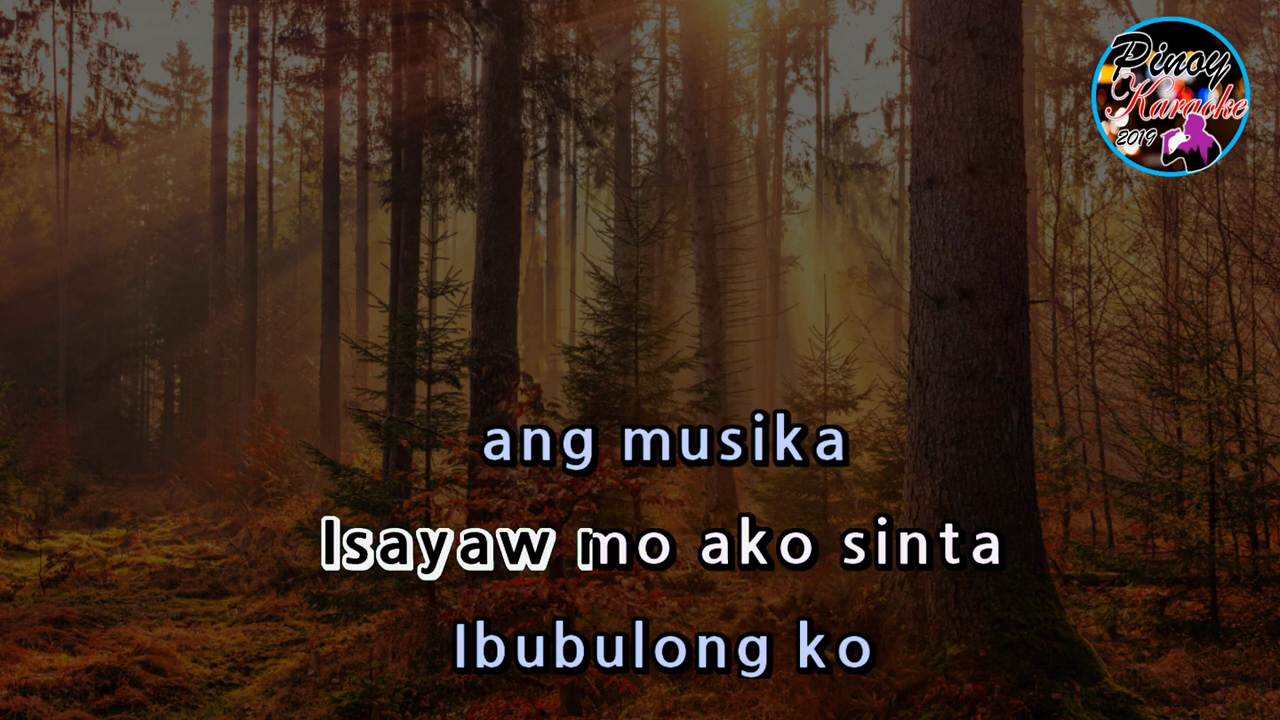 Pinoy
Karaoke
2019
ang musika
Isayaw mo ako sinta
Ibubulong ko